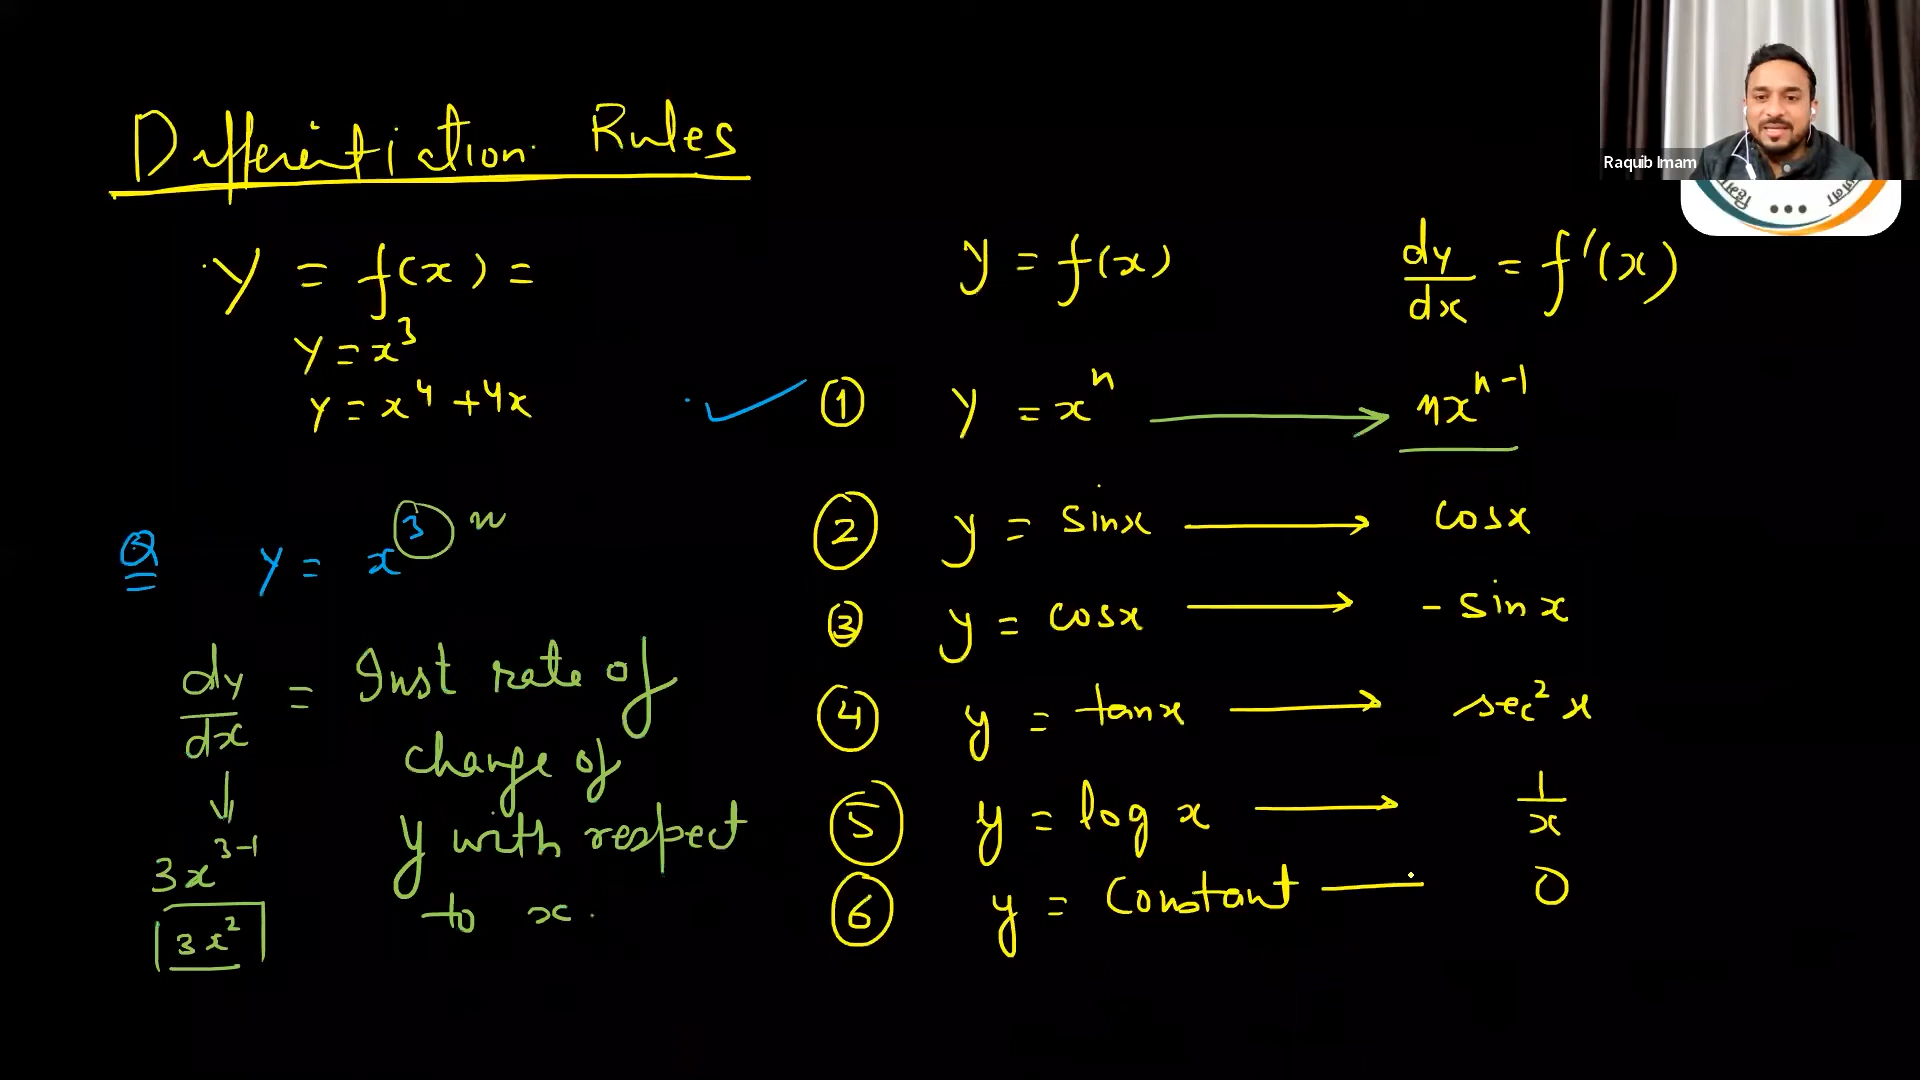 Differentiation Rules
Raquib Imam
y = f(x) =
y = x³
y = x⁴ + 4x
Q y = x³ n
dy/dx = Inst rate of
change of
y with respect
to x.
↓
3x³⁻¹
3x²
y = f(x) dy/dx = f'(x)
① y = xⁿ → nxⁿ⁻¹
② y = sinx → cosx
③ y = cosx → - sinx
④ y = tanx → sec²x
⑤ y = log x → 1/x
⑥ y = Constant — 0